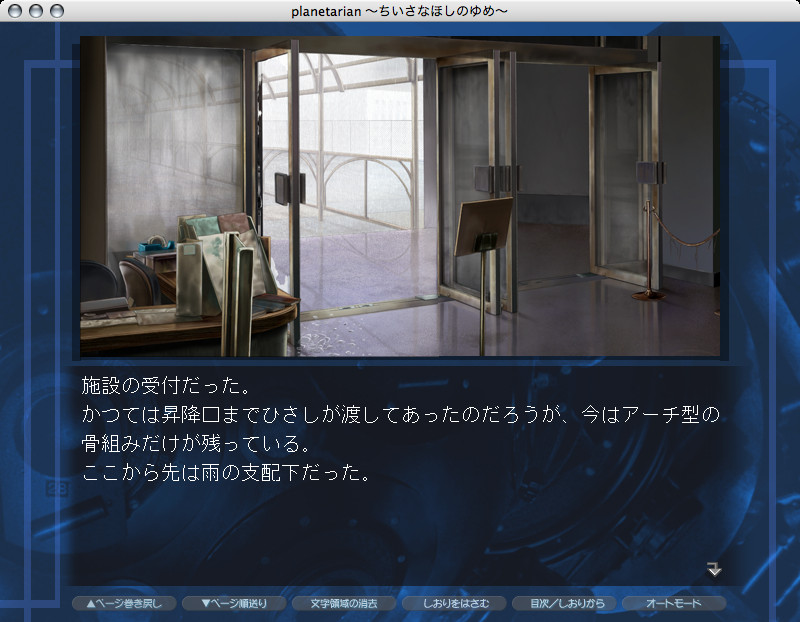 planetarian ～ちいさなほしのゆめ～
施設の受付だった。
かつては昇降口までひさしが渡してあったのだろうが、今はアーチ型の
骨組みだけが残っている。
ここから先は雨の支配下だった。
▲ページ巻き戻し
▼ページ順送り
文字領域の消去
しおりをはさむ
目次／しおりから
オートモード